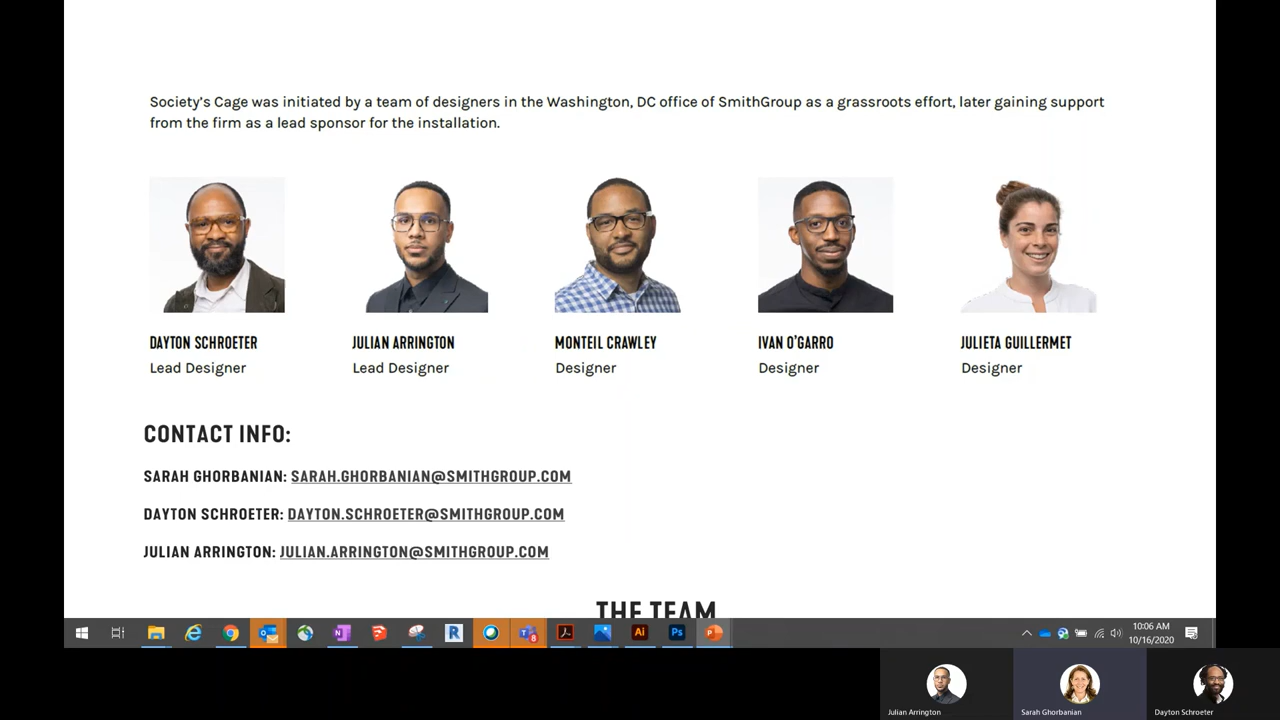 Society's Cage was initiated by a team of designers in the Washington, DC office of SmithGroup as a grassroots effort, later gaining support
from the firm as a lead sponsor for the installation.
DAYTON SCHROETER
Lead Designer
JULIAN ARRINGTON
Lead Designer
MONTEIL CRAWLEY
Designer
IVAN O'GARRO
Designer
JULIETA GUILLERMET
Designer
CONTACT INFO:
SARAH GHORBANIAN: SARAH.GHORBANIAN@SMITHGROUP.COM
DAYTON SCHROETER: DAYTON.SCHROETER@SMITHGROUP.COM
JULIAN ARRINGTON: JULIAN.ARRINGTON@SMITHGROUP.COM
THE TEAM
R
8
Ai
Ps
10:06 AM
10/16/2020
Julian Arrington
Sarah Ghorbanian
Dayton Schroeter